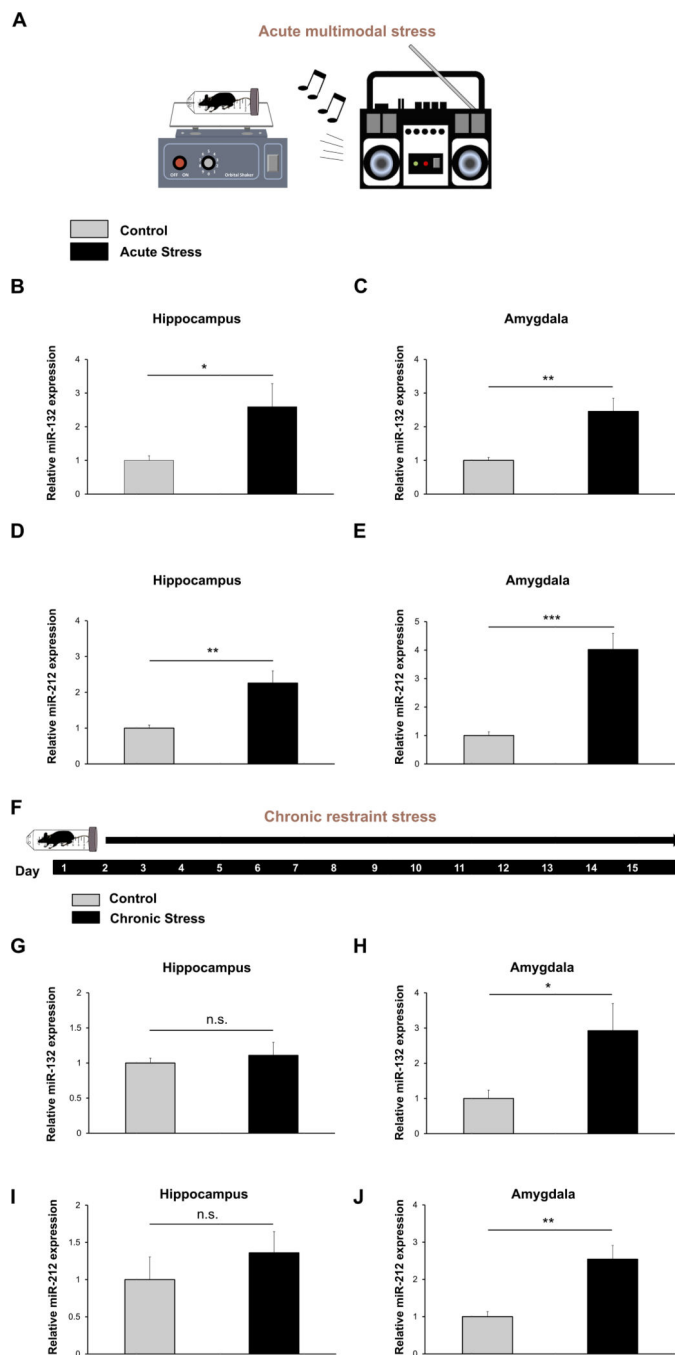 A
Acute multimodal stress
OFF ON
Orbital Shaker
Control
Acute Stress
B
Hippocampus
Relative miR-132 expression
4
3
2
1
0
*
C
Amygdala
Relative miR-132 expression
4
3
2
1
0
**
D
Hippocampus
Relative miR-212 expression
4
3
2
1
0
**
E
Amygdala
Relative miR-212 expression
5
4
3
2
1
0
***
F
Chronic restraint stress
Day 1 2 3 4 5 6 7 8 9 10 11 12 13 14 15
Control
Chronic Stress
G
Hippocampus
Relative miR-132 expression
2
1.5
1
0.5
0
n.s.
H
Amygdala
Relative miR-132 expression
4
3
2
1
0
*
I
Hippocampus
Relative miR-212 expression
2
1.5
1
0.5
0
n.s.
J
Amygdala
Relative miR-212 expression
4
3
2
1
0
**